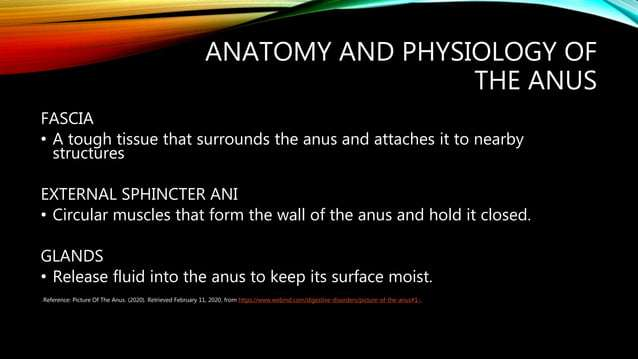 ANATOMY AND PHYSIOLOGY OF
THE ANUS
FASCIA
• A tough tissue that surrounds the anus and attaches it to nearby
structures
EXTERNAL SPHINCTER ANI
• Circular muscles that form the wall of the anus and hold it closed.
GLANDS
• Release fluid into the anus to keep its surface moist.
Reference: Picture Of The Anus. (2020). Retrieved February 11, 2020, from https://www.webmd.com/digestive-disorders/picture-of-the-anus#1-.